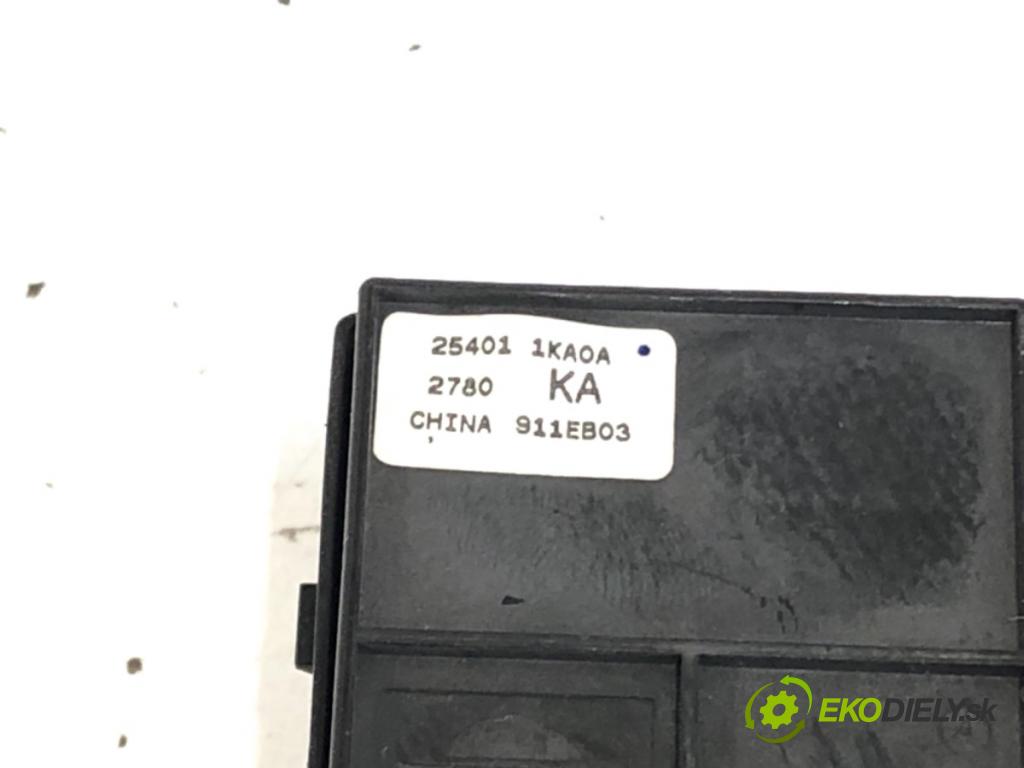 25401 1KA0A
2780 KA
CHINA 911EB03
EKODIELY.sk